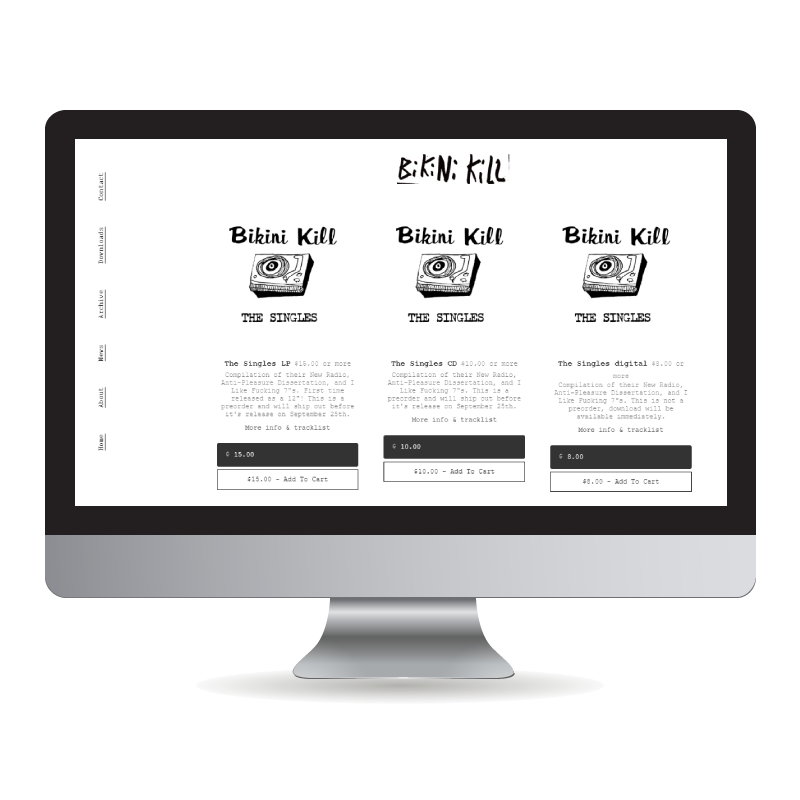 BiKiNi KiLL
Contact
Downloads
Archive
News
About
Home
Bikini Kill
THE SINGLES
The Singles LP $15.00 or more
Compilation of their New Radio,
Anti-Pleasure Dissertation, and I
Like Fucking 7"s. First time
released as a 12"! This is a
preorder and will ship out before
it's release on September 25th.
More info & tracklist
$ 15.00
$15.00 - Add To Cart
Bikini Kill
THE SINGLES
The Singles CD $10.00 or more
Compilation of their New Radio,
Anti-Pleasure Dissertation, and I
Like Fucking 7"s. This is a
preorder and will ship out before
it's release on September 25th.
More info & tracklist
$ 10.00
$10.00 - Add To Cart
Bikini Kill
THE SINGLES
The Singles digital $8.00 or
more
Compilation of their New Radio,
Anti-Pleasure Dissertation, and I
Like Fucking 7"s. This is not a
preorder, download will be
available immediately.
More info & tracklist
$ 8.00
$8.00 - Add To Cart